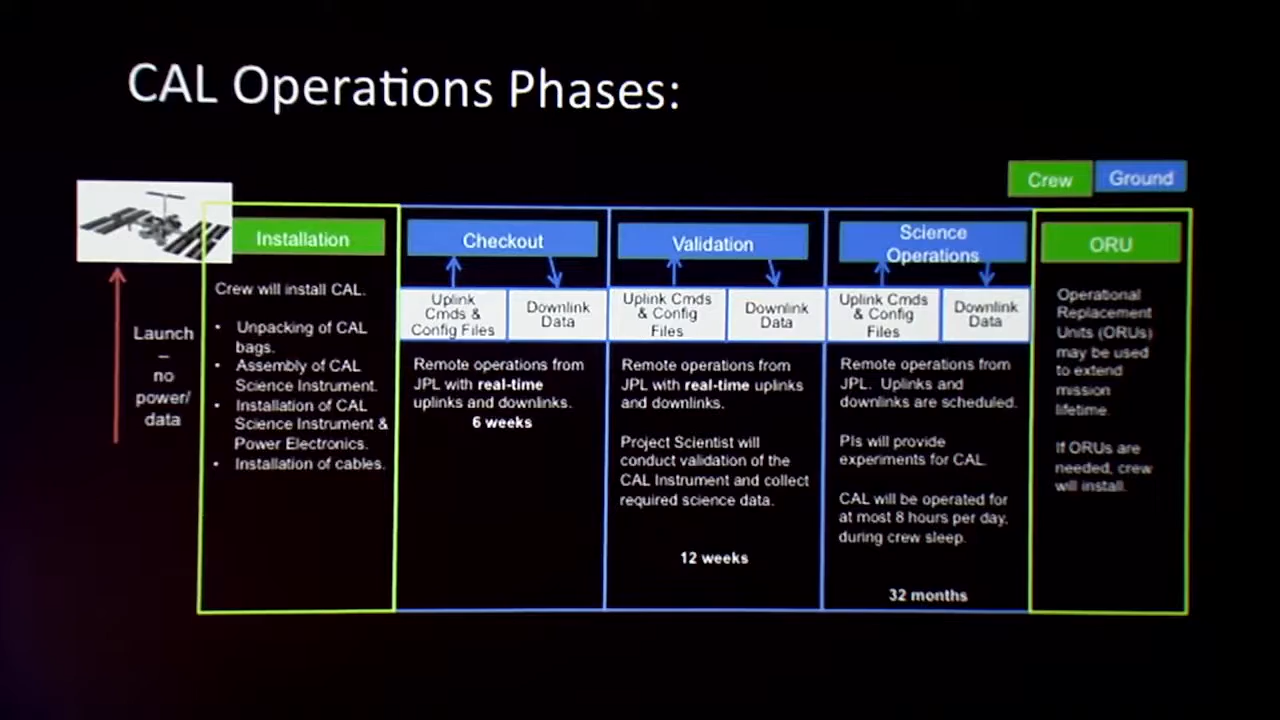 CAL Operations Phases:
Crew
Ground
Launch
–
no
power/
data
Installation
Crew will install CAL.
• Unpacking of CAL
bags.
• Assembly of CAL
Science Instrument.
• Installation of CAL
Science Instrument &
Power Electronics.
• Installation of cables.
Checkout
Uplink
Cmds &
Config Files
Downlink
Data
Remote operations from
JPL with real-time
uplinks and downlinks.
6 weeks
Validation
Uplink Cmds
& Config
Files
Downlink
Data
Remote operations from
JPL with real-time uplinks
and downlinks.
Project Scientist will
conduct validation of the
CAL Instrument and collect
required science data.
12 weeks
Science
Operations
Uplink Cmds
& Config
Files
Downlink
Data
Remote operations from
JPL. Uplinks and
downlinks are scheduled.
PIs will provide
experiments for CAL.
CAL will be operated for
at most 8 hours per day,
during crew sleep.
32 months
ORU
Operational
Replacement
Units (ORUs)
may be used
to extend
mission
lifetime.
If ORUs are
needed, crew
will install.